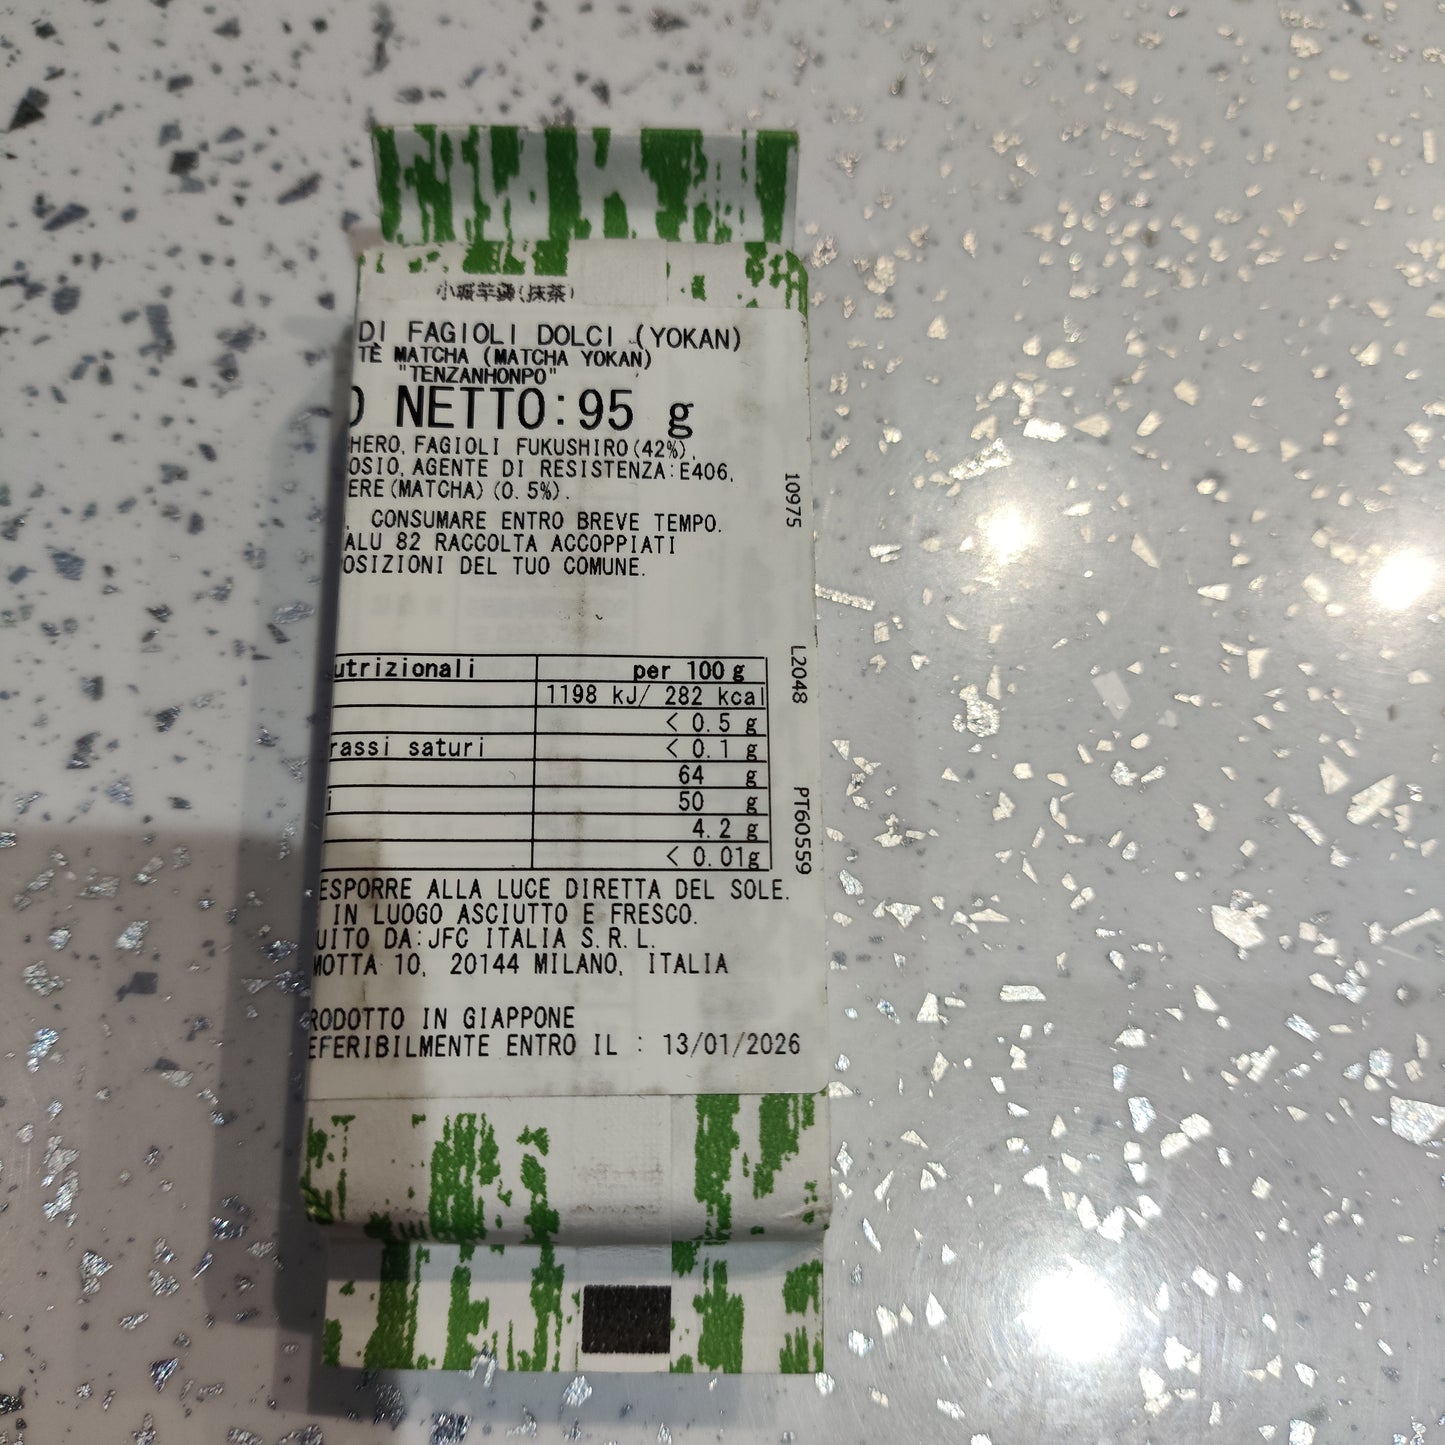 小城羊羹(抹茶)
DI FAGIOLI DOLCI (YOKAN)
TÈ MATCHA (MATCHA YOKAN)
"TENZANHONPO"
O NETTO:95 g
HERO, FAGIOLI FUKUSHIRO(42%),
OSIO, AGENTE DI RESISTENZA:E406,
ERE(MATCHA)(0.5%).
. CONSUMARE ENTRO BREVE TEMPO.
ALU 82 RACCOLTA ACCOPPIATI
OSIZIONI DEL TUO COMUNE.
utrizionali per 100 g
1198 kJ/ 282 kcal
< 0.5 g
rassi saturi < 0.1 g
64 g
i 50 g
4.2 g
< 0.01g
ESPORRE ALLA LUCE DIRETTA DEL SOLE.
IN LUOGO ASCIUTTO E FRESCO.
UITO DA:JFC ITALIA S.R.L.
MOTTA 10, 20144 MILANO, ITALIA
RODOTTO IN GIAPPONE
EFERIBILMENTE ENTRO IL : 13/01/2026
10975
L2048
PT60559